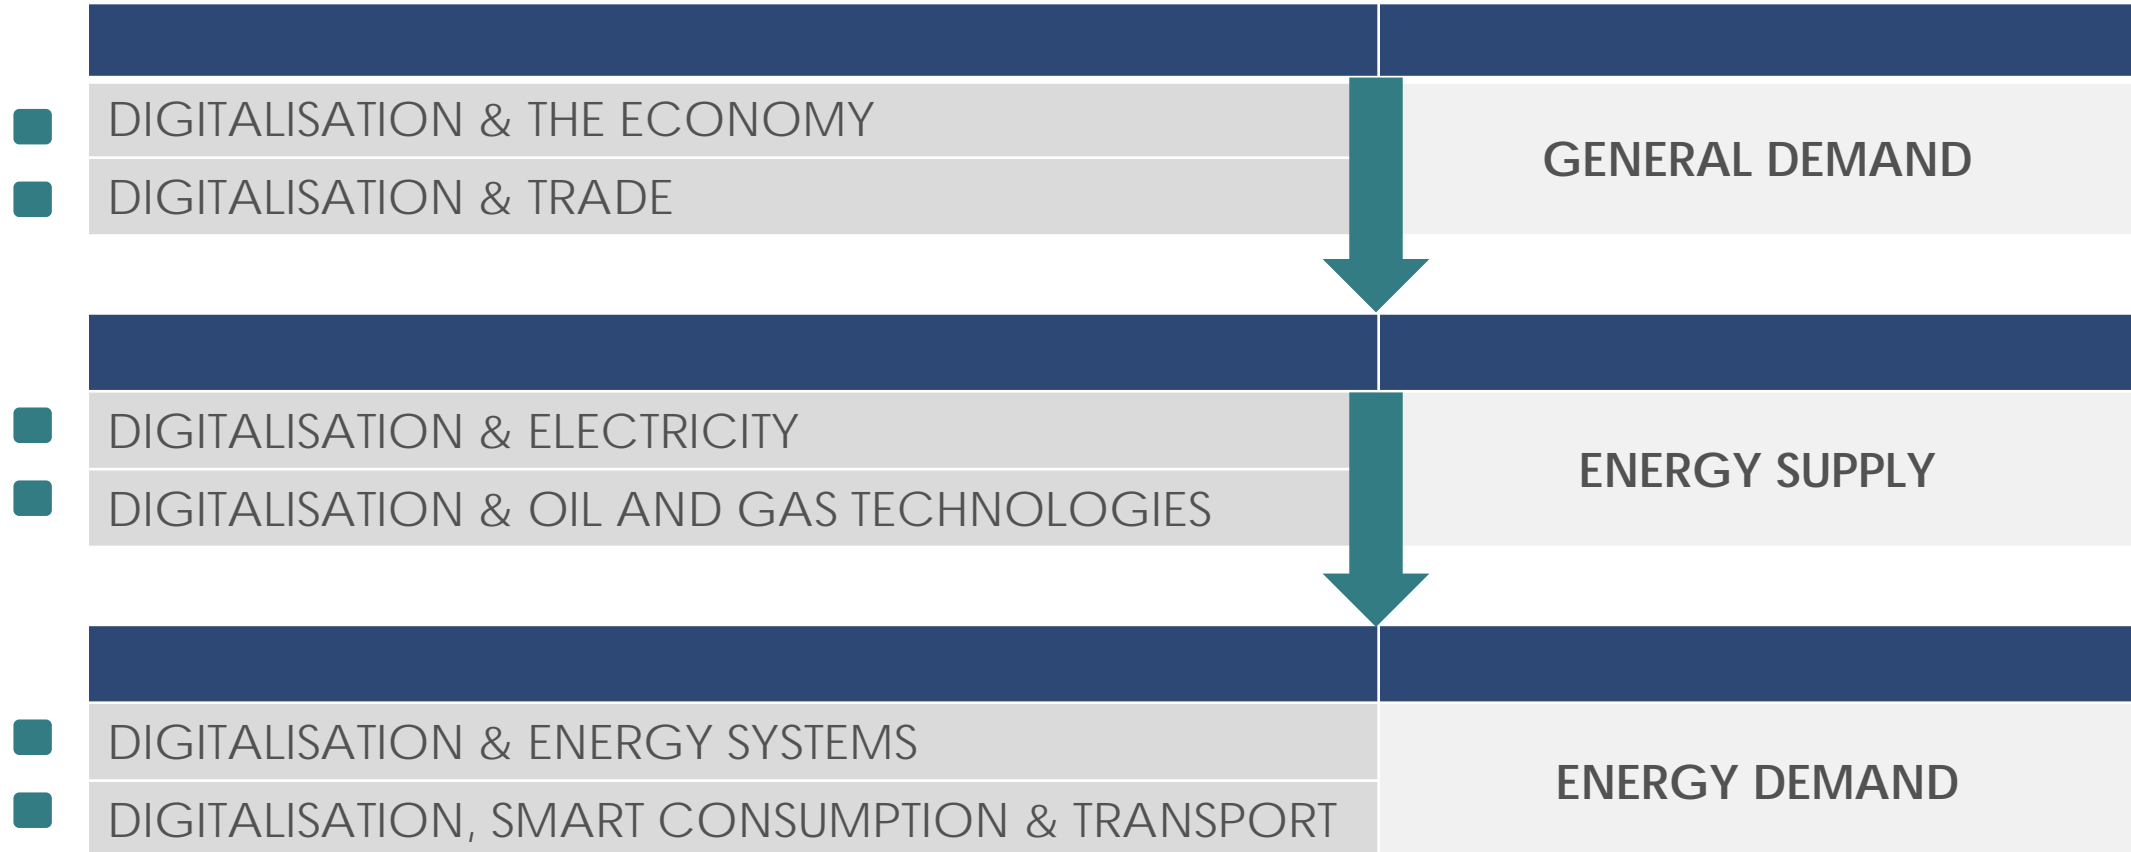 DIGITALISATION & THE ECONOMY
GENERAL DEMAND
DIGITALISATION & TRADE
DIGITALISATION & ELECTRICITY
ENERGY SUPPLY
DIGITALISATION & OIL AND GAS TECHNOLOGIES
DIGITALISATION & ENERGY SYSTEMS
ENERGY DEMAND
DIGITALISATION, SMART CONSUMPTION & TRANSPORT